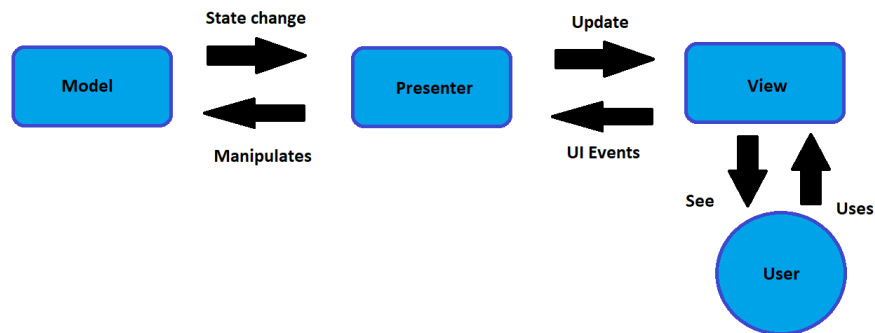 State change
Update
Model
Presenter
View
Manipulates
UI Events
See
Uses
User